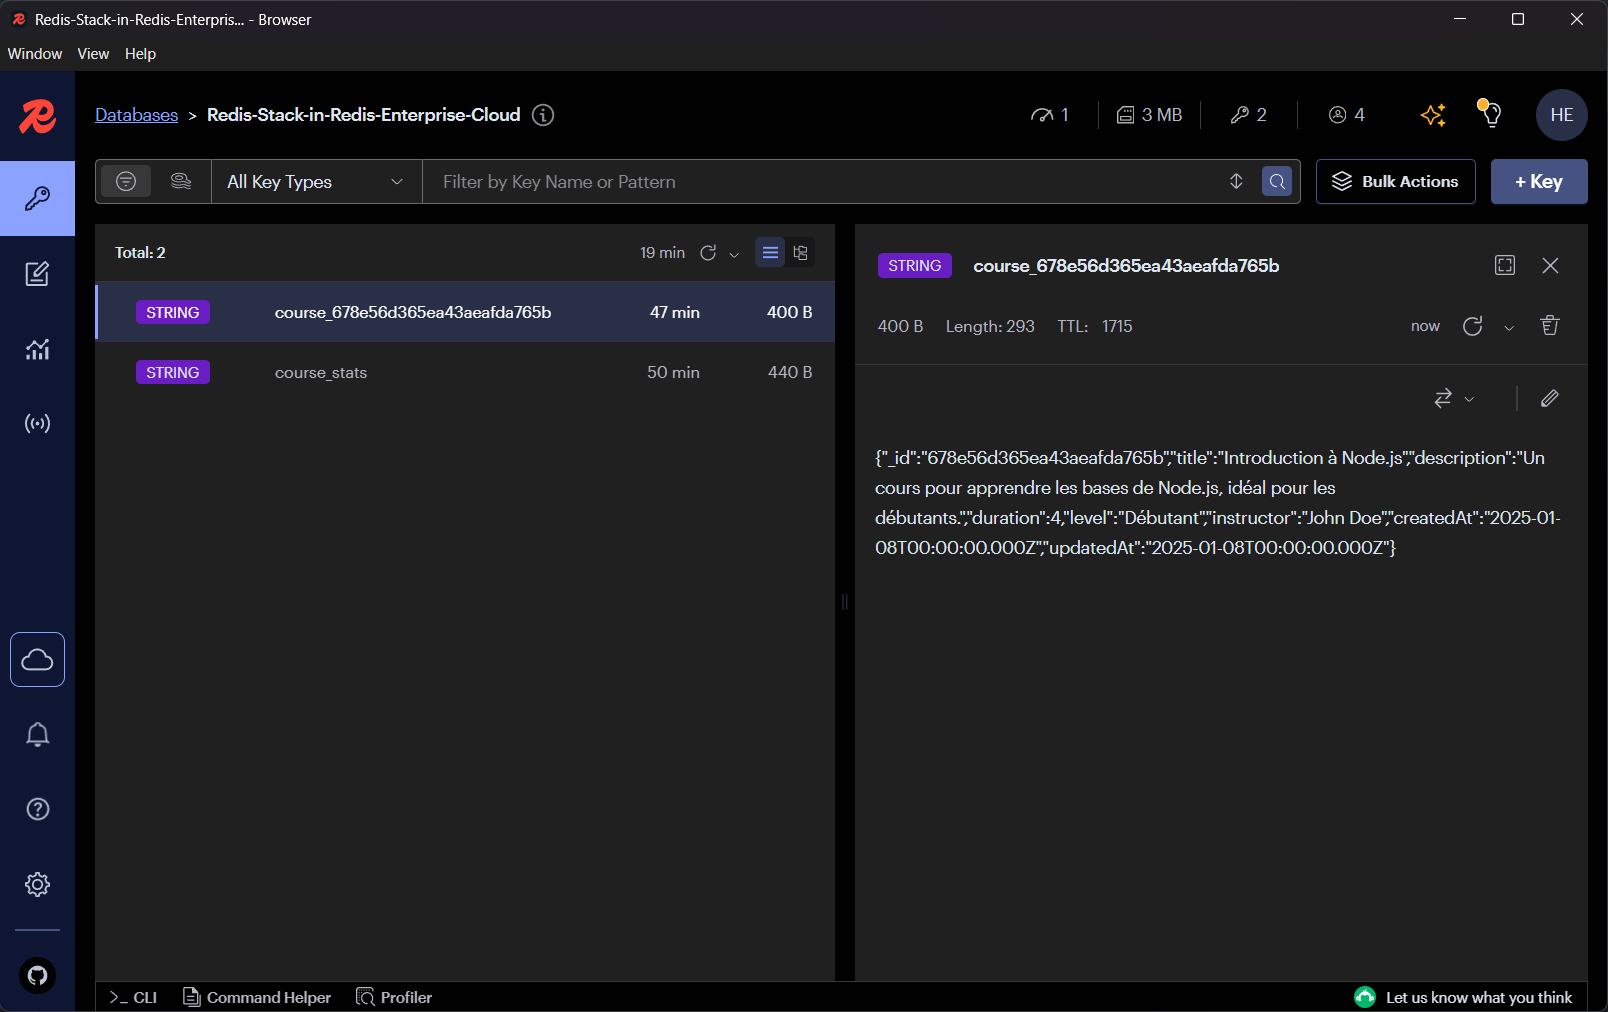 Redis-Stack-in-Redis-Enterpris... - Browser
Window View Help
Databases > Redis-Stack-in-Redis-Enterprise-Cloud
1 3 MB 2 4 HE
All Key Types Filter by Key Name or Pattern Bulk Actions + Key
Total: 2 19 min
STRING course_678e56d365ea43aeafda765b 47 min 400 B
STRING course_stats 50 min 440 B
STRING course_678e56d365ea43aeafda765b
400 B Length: 293 TTL: 1715 now
{"_id":"678e56d365ea43aeafda765b","title":"Introduction à Node.js","description":"Un
cours pour apprendre les bases de Node.js, idéal pour les
débutants.","duration":4,"level":"Débutant","instructor":"John Doe","createdAt":"2025-01-
08T00:00:00.000Z","updatedAt":"2025-01-08T00:00:00.000Z"}
>_ CLI Command Helper Profiler Let us know what you think